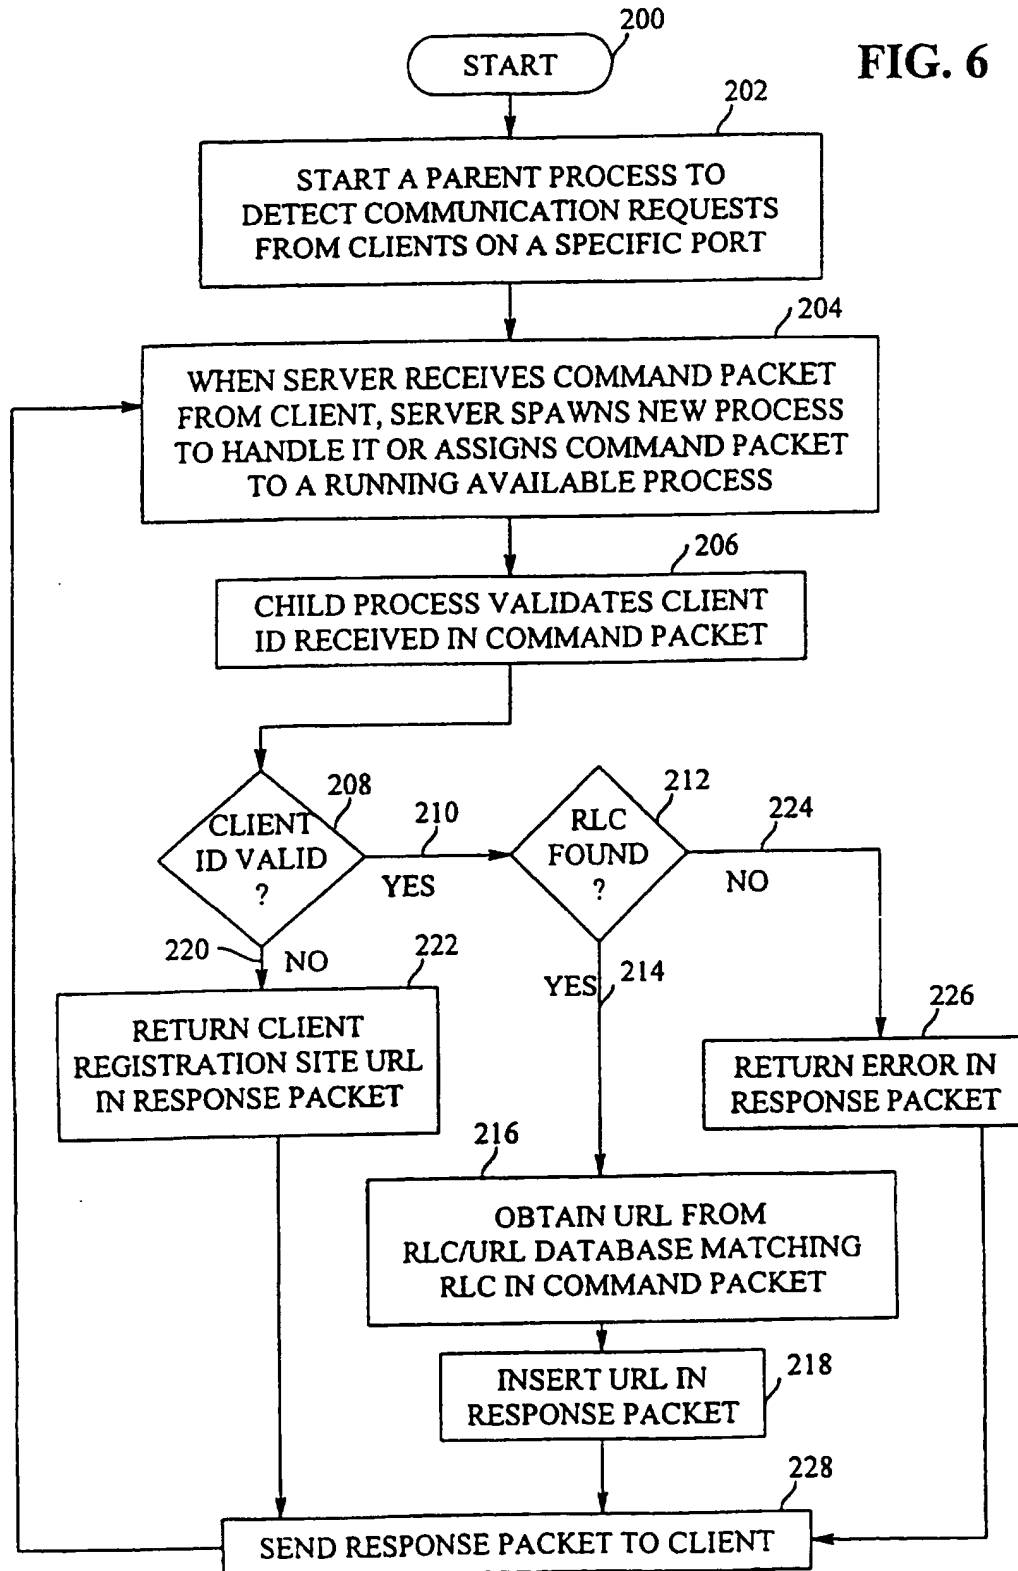 FIG. 6
200
START
202
START A PARENT PROCESS TO
DETECT COMMUNICATION REQUESTS
FROM CLIENTS ON A SPECIFIC PORT
204
WHEN SERVER RECEIVES COMMAND PACKET
FROM CLIENT, SERVER SPAWNS NEW PROCESS
TO HANDLE IT OR ASSIGNS COMMAND PACKET
TO A RUNNING AVAILABLE PROCESS
206
CHILD PROCESS VALIDATES CLIENT
ID RECEIVED IN COMMAND PACKET
208
CLIENT
ID VALID
?
210
YES
212
RLC
FOUND
?
224
NO
220
NO
222
RETURN CLIENT
REGISTRATION SITE URL
IN RESPONSE PACKET
YES
214
226
RETURN ERROR IN
RESPONSE PACKET
216
OBTAIN URL FROM
RLC/URL DATABASE MATCHING
RLC IN COMMAND PACKET
218
INSERT URL IN
RESPONSE PACKET
228
SEND RESPONSE PACKET TO CLIENT